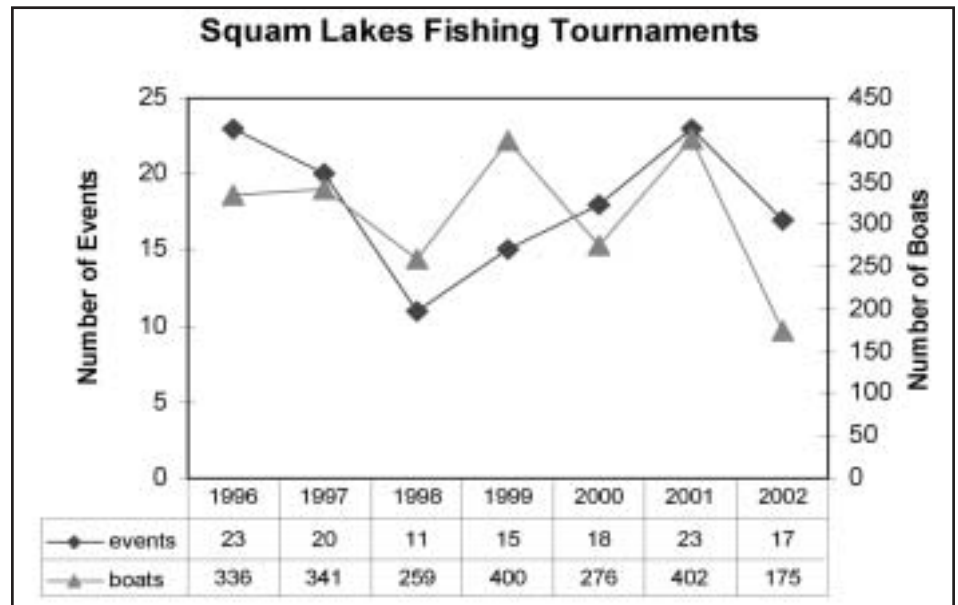 Squam Lakes Fishing Tournaments
Number of Events
25
20
15
10
5
0
Number of Boats
450
400
350
300
250
200
150
100
50
0
1996 1997 1998 1999 2000 2001 2002
events 23 20 11 15 18 23 17
boats 336 341 259 400 276 402 175